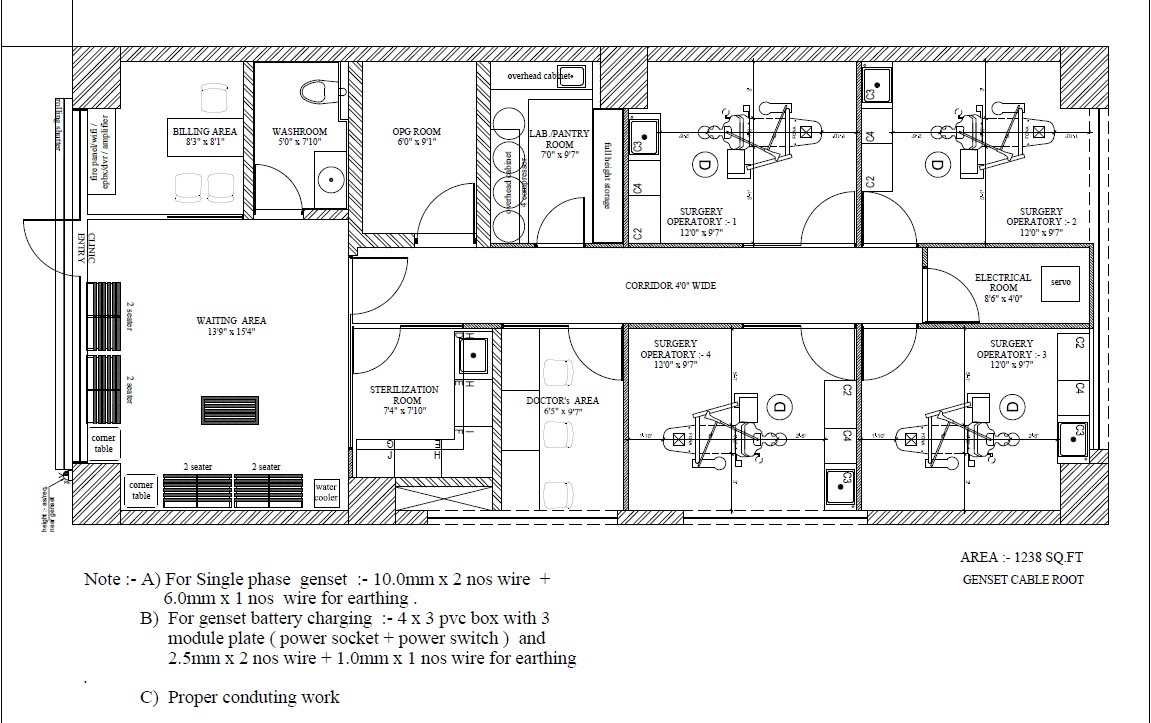 overhead cabinet
rolling shutter
fire panel/wifi /
epbx/dvr / amplifier
BILLING AREA
8'3" x 8'1"
WASHROOM
5'0" x 7'10"
OPG ROOM
6'0" x 9'1"
overhead cabinet
compressor
LAB./PANTRY
ROOM
7'0" x 9'7"
full height storage
C3
C4
C2
D
SURGERY
OPERATORY :- 1
12'0" x 9'7"
C3
C4
C2
D
SURGERY
OPERATORY :- 2
12'0" x 9'7"
CLINIC
ENTRY
2 seater
2 seater
WAITING AREA
13'9" x 15'4"
CORRIDOR 4'0" WIDE
ELECTRICAL
ROOM
8'6" x 4'0"
servo
STERILIZATION
ROOM
7'4" x 7'10"
H
E
H
I
G
J
H
DOCTOR's AREA
6'5" x 9'7"
SURGERY
OPERATORY :- 4
12'0" x 9'7"
D
C2
C4
C3
SURGERY
OPERATORY :- 3
12'0" x 9'7"
D
C2
C4
C3
corner
table
corner
table
2 seater
2 seater
water
cooler
AREA :- 1238 SQ.FT
GENSET CABLE ROOT
Note :- A) For Single phase genset :- 10.0mm x 2 nos wire +
6.0mm x 1 nos wire for earthing .
B) For genset battery charging :- 4 x 3 pvc box with 3
module plate ( power socket + power switch ) and
2.5mm x 2 nos wire + 1.0mm x 1 nos wire for earthing
.
C) Proper conduting work